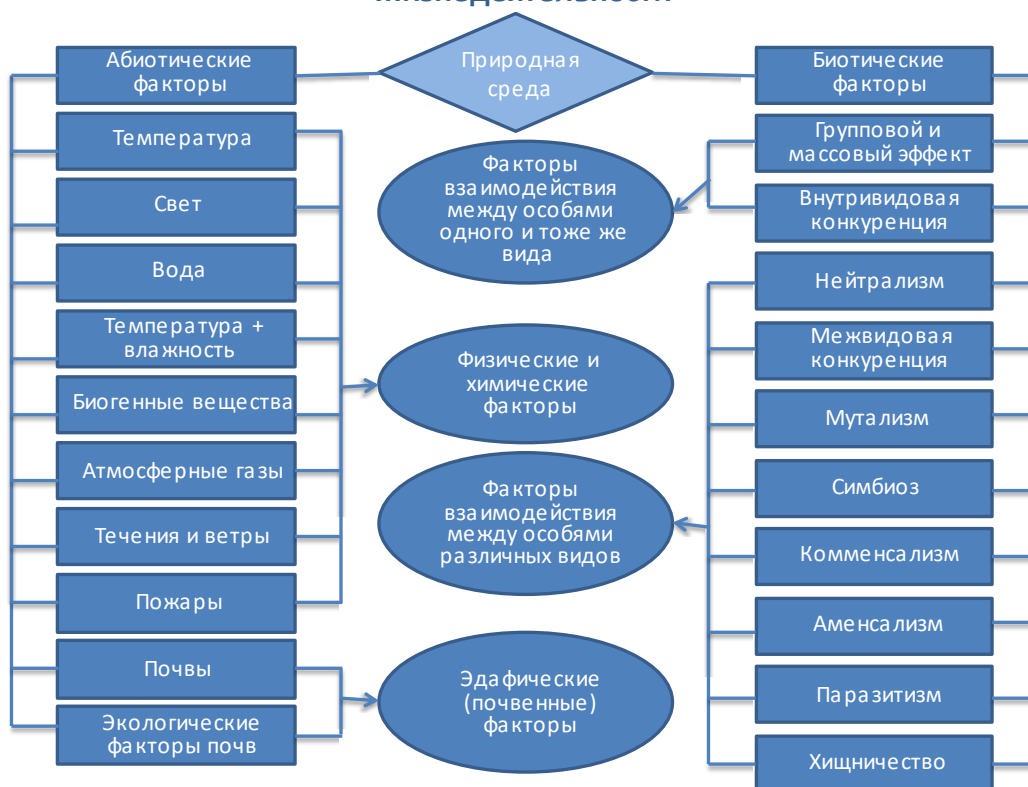 Абиотические
факторы
Природная
среда
Биотические
факторы
Температура
Свет
Вода
Температура +
влажность
Биогенные вещества
Атмосферные газы
Течения и ветры
Пожары
Почвы
Экологические
факторы почв
Факторы
взаимодействия
между особями
одного и тоже же
вида
Физические и
химические
факторы
Факторы
взаимодействия
между особями
различных видов
Эдафические
(почвенные)
факторы
Групповой и
массовый эффект
Внутривидовая
конкуренция
Нейтрализм
Межвидовая
конкуренция
Мутализм
Симбиоз
Комменсализм
Аменсализм
Паразитизм
Хищничество